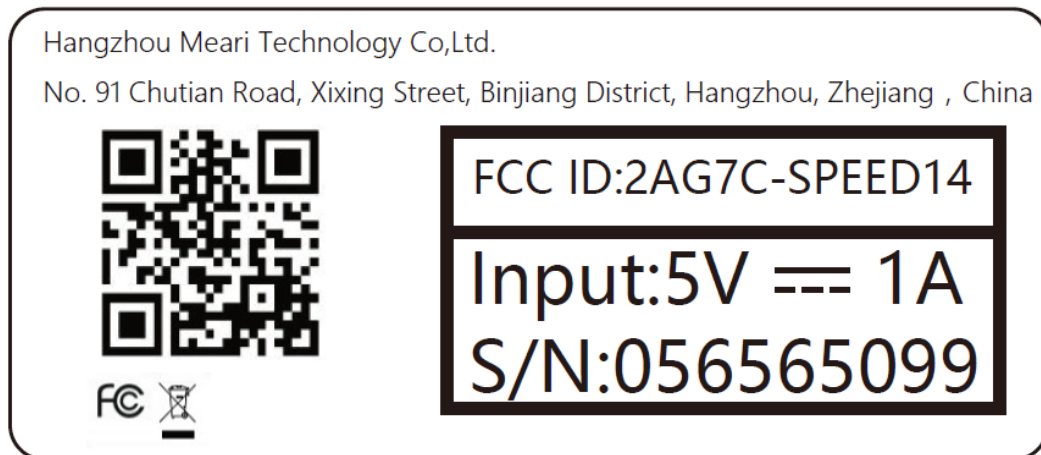 Hangzhou Meari Technology Co,Ltd.
No. 91 Chutian Road, Xixing Street, Binjiang District, Hangzhou, Zhejiang , China
FCC ID:2AG7C-SPEED14
Input:5V ⎓ 1A
S/N:056565099
FC